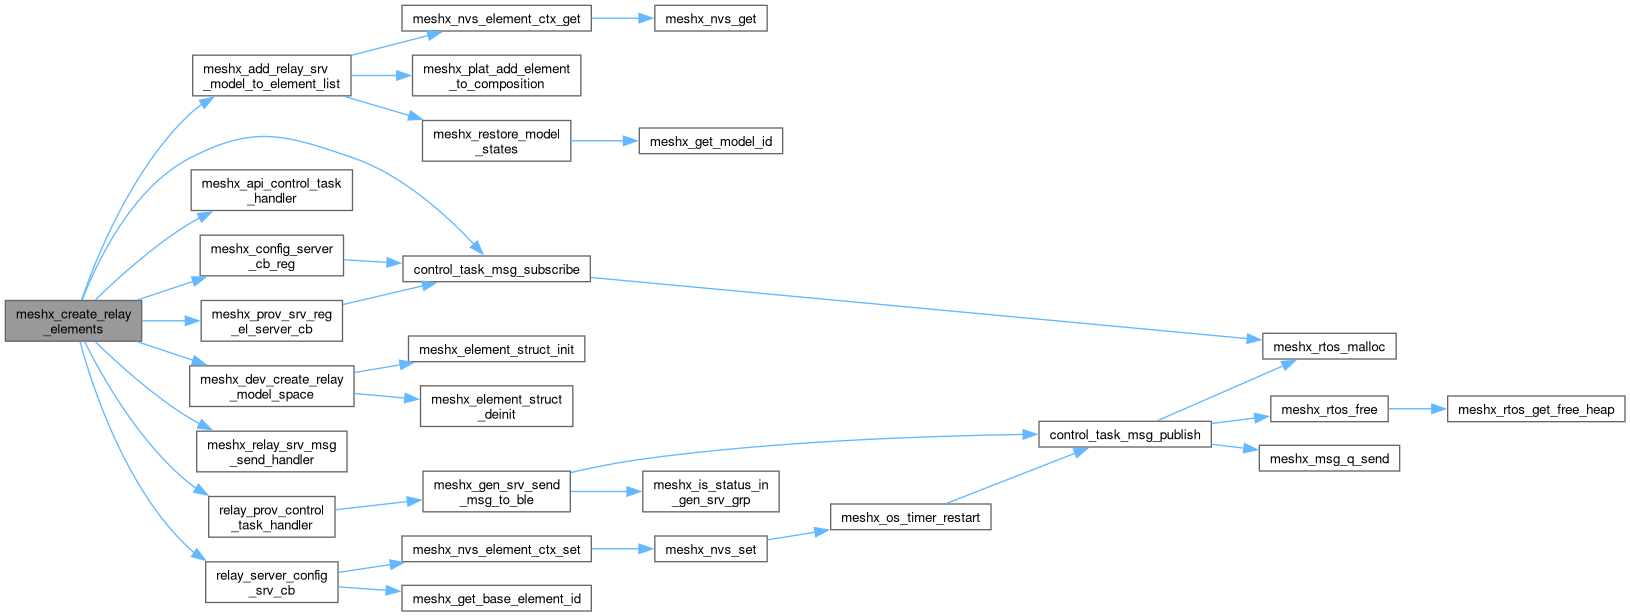 meshx_create_relay
_elements
meshx_add_relay_srv
_model_to_element_list
meshx_api_control_task
_handler
meshx_config_server
_cb_reg
meshx_prov_srv_reg
_el_server_cb
meshx_dev_create_relay
_model_space
meshx_relay_srv_msg
_send_handler
relay_prov_control
_task_handler
relay_server_config
_srv_cb
meshx_nvs_element_ctx_get
meshx_plat_add_element
_to_composition
meshx_restore_model
_states
control_task_msg_subscribe
meshx_element_struct_init
meshx_element_struct
_deinit
meshx_gen_srv_send
_msg_to_ble
meshx_nvs_element_ctx_set
meshx_get_base_element_id
meshx_nvs_get
meshx_get_model_id
meshx_is_status_in
_gen_srv_grp
meshx_nvs_set
meshx_os_timer_restart
control_task_msg_publish
meshx_rtos_malloc
meshx_rtos_free
meshx_msg_q_send
meshx_rtos_get_free_heap